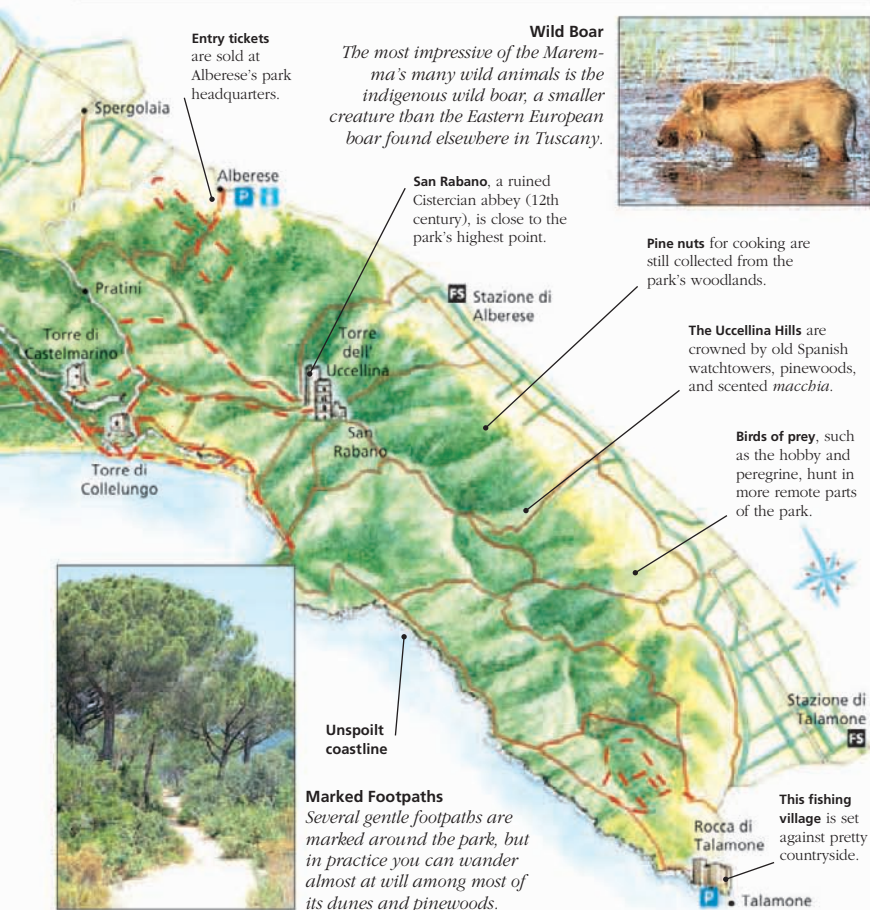 Entry tickets
are sold at
Alberese's park
headquarters.
Wild Boar
The most impressive of the Marem-
ma's many wild animals is the
indigenous wild boar, a smaller
creature than the Eastern European
boar found elsewhere in Tuscany.
Spergolaia
Alberese
P i
San Rabano, a ruined
Cistercian abbey (12th
century), is close to the
park's highest point.
Pine nuts for cooking are
still collected from the
park's woodlands.
Pratini
FS Stazione di
Alberese
Torre di
Castelmarino
Torre
dell'
Uccellina
The Uccellina Hills are
crowned by old Spanish
watchtowers, pinewoods,
and scented macchia.
San
Rabano
Birds of prey, such
as the hobby and
peregrine, hunt in
more remote parts
of the park.
Torre di
Collelungo
Unspoilt
coastline
Stazione di
Talamone
FS
Marked Footpaths
Several gentle footpaths are
marked around the park, but
in practice you can wander
almost at will among most of
its dunes and pinewoods.
This fishing
village is set
against pretty
countryside.
Rocca di
Talamone
P
Talamone